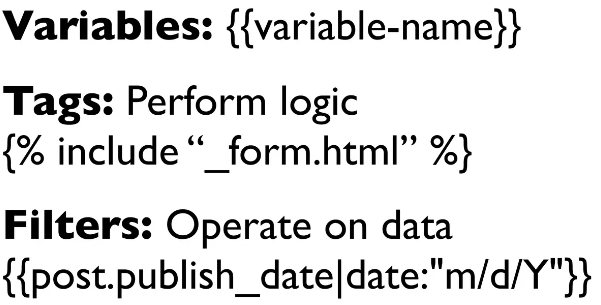 Variables: {{variable-name}}
Tags: Perform logic
{% include “_form.html” %}
Filters: Operate on data
{{post.publish_date|date:"m/d/Y"}}